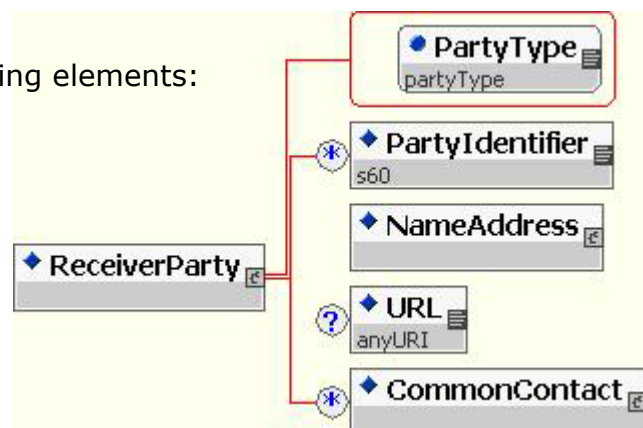 PartyType
ing elements:
partyType
PartyIdentifier
s60
NameAddress
ReceiverParty
URL
anyURI
CommonContact